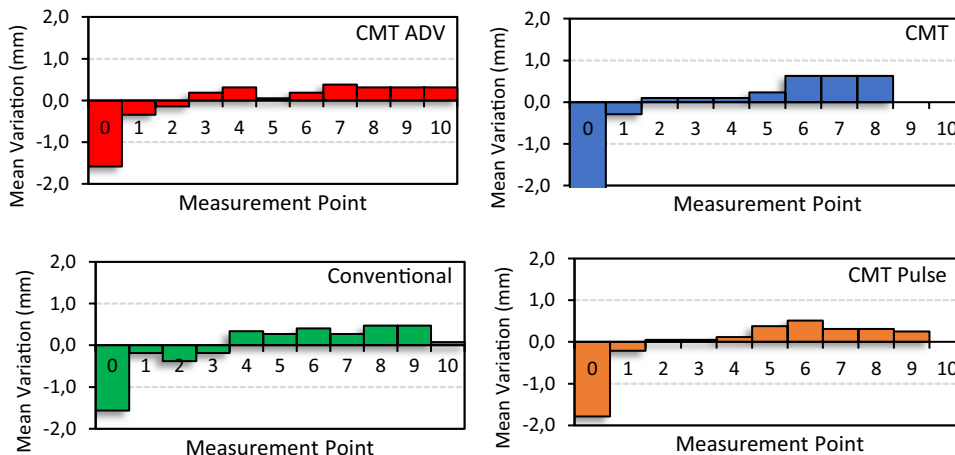 CMT ADV
Mean Variation (mm)
2,0
1,0
0,0
-1,0
-2,0
0 1 2 3 4 5 6 7 8 9 10
Measurement Point
CMT
Mean Variation (mm)
2,0
1,0
0,0
-1,0
-2,0
0 1 2 3 4 5 6 7 8 9 10
Measurement Point
Conventional
Mean Variation (mm)
2,0
1,0
0,0
-1,0
-2,0
0 1 2 3 4 5 6 7 8 9 10
Measurement Point
CMT Pulse
Mean Variation (mm)
2,0
1,0
0,0
-1,0
-2,0
0 1 2 3 4 5 6 7 8 9 10
Measurement Point